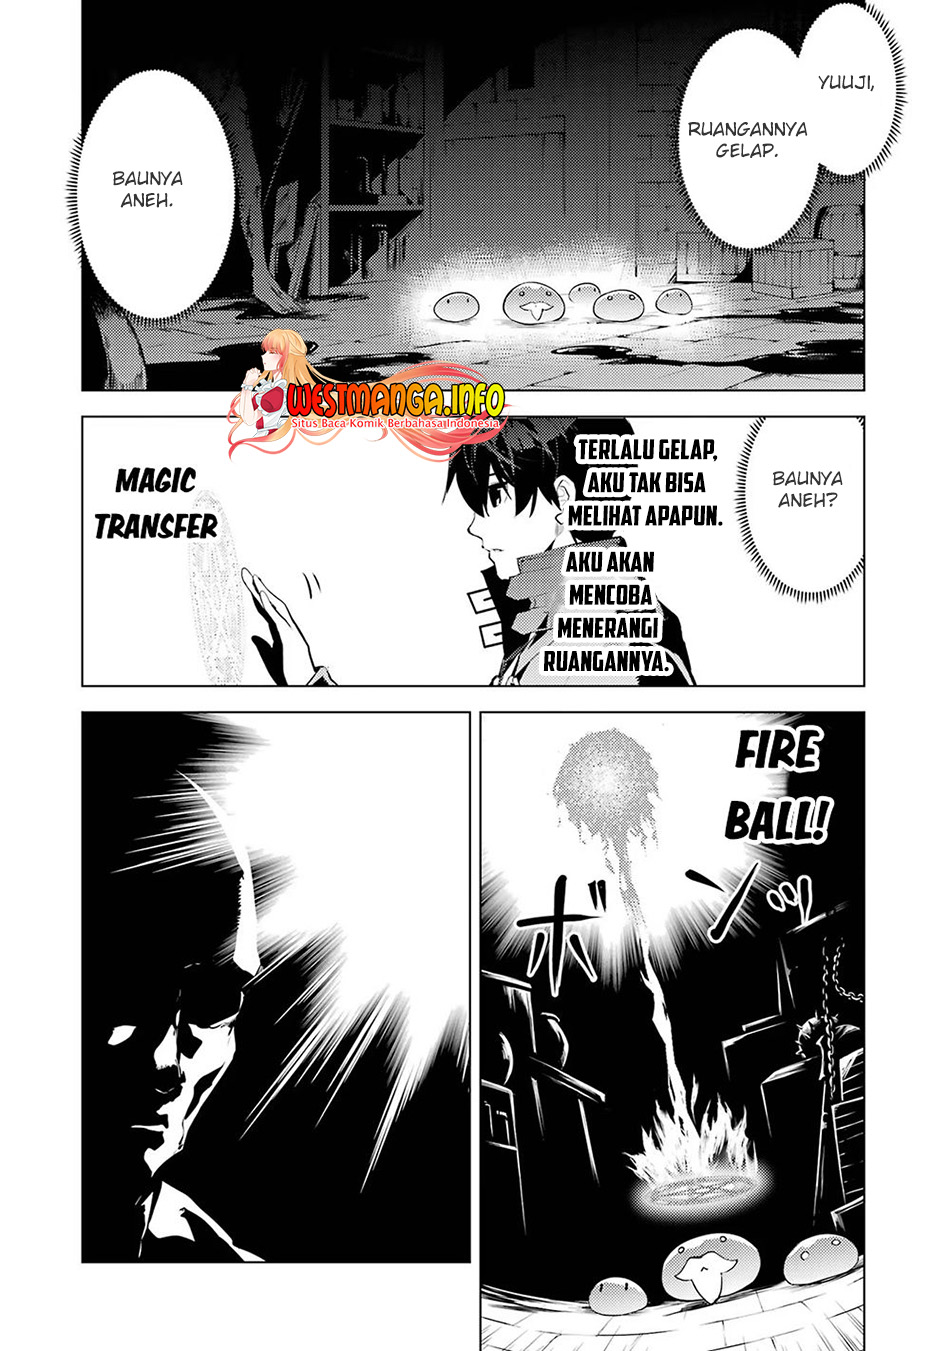 YUUJI,
RUANGANNYA
GELAP.
BAUNYA
ANEH.
WESTMANGA.INFO
Situs Baca Komik Berbahasa Indonesia
BAUNYA
ANEH?
TERLALU GELAP,
AKU TAK BISA
MELIHAT APAPUN.
AKU AKAN
MENCOBA
MENERANGI
RUANGANNYA.
MAGIC
TRANSFER
FIRE
BALL!
ボンッ